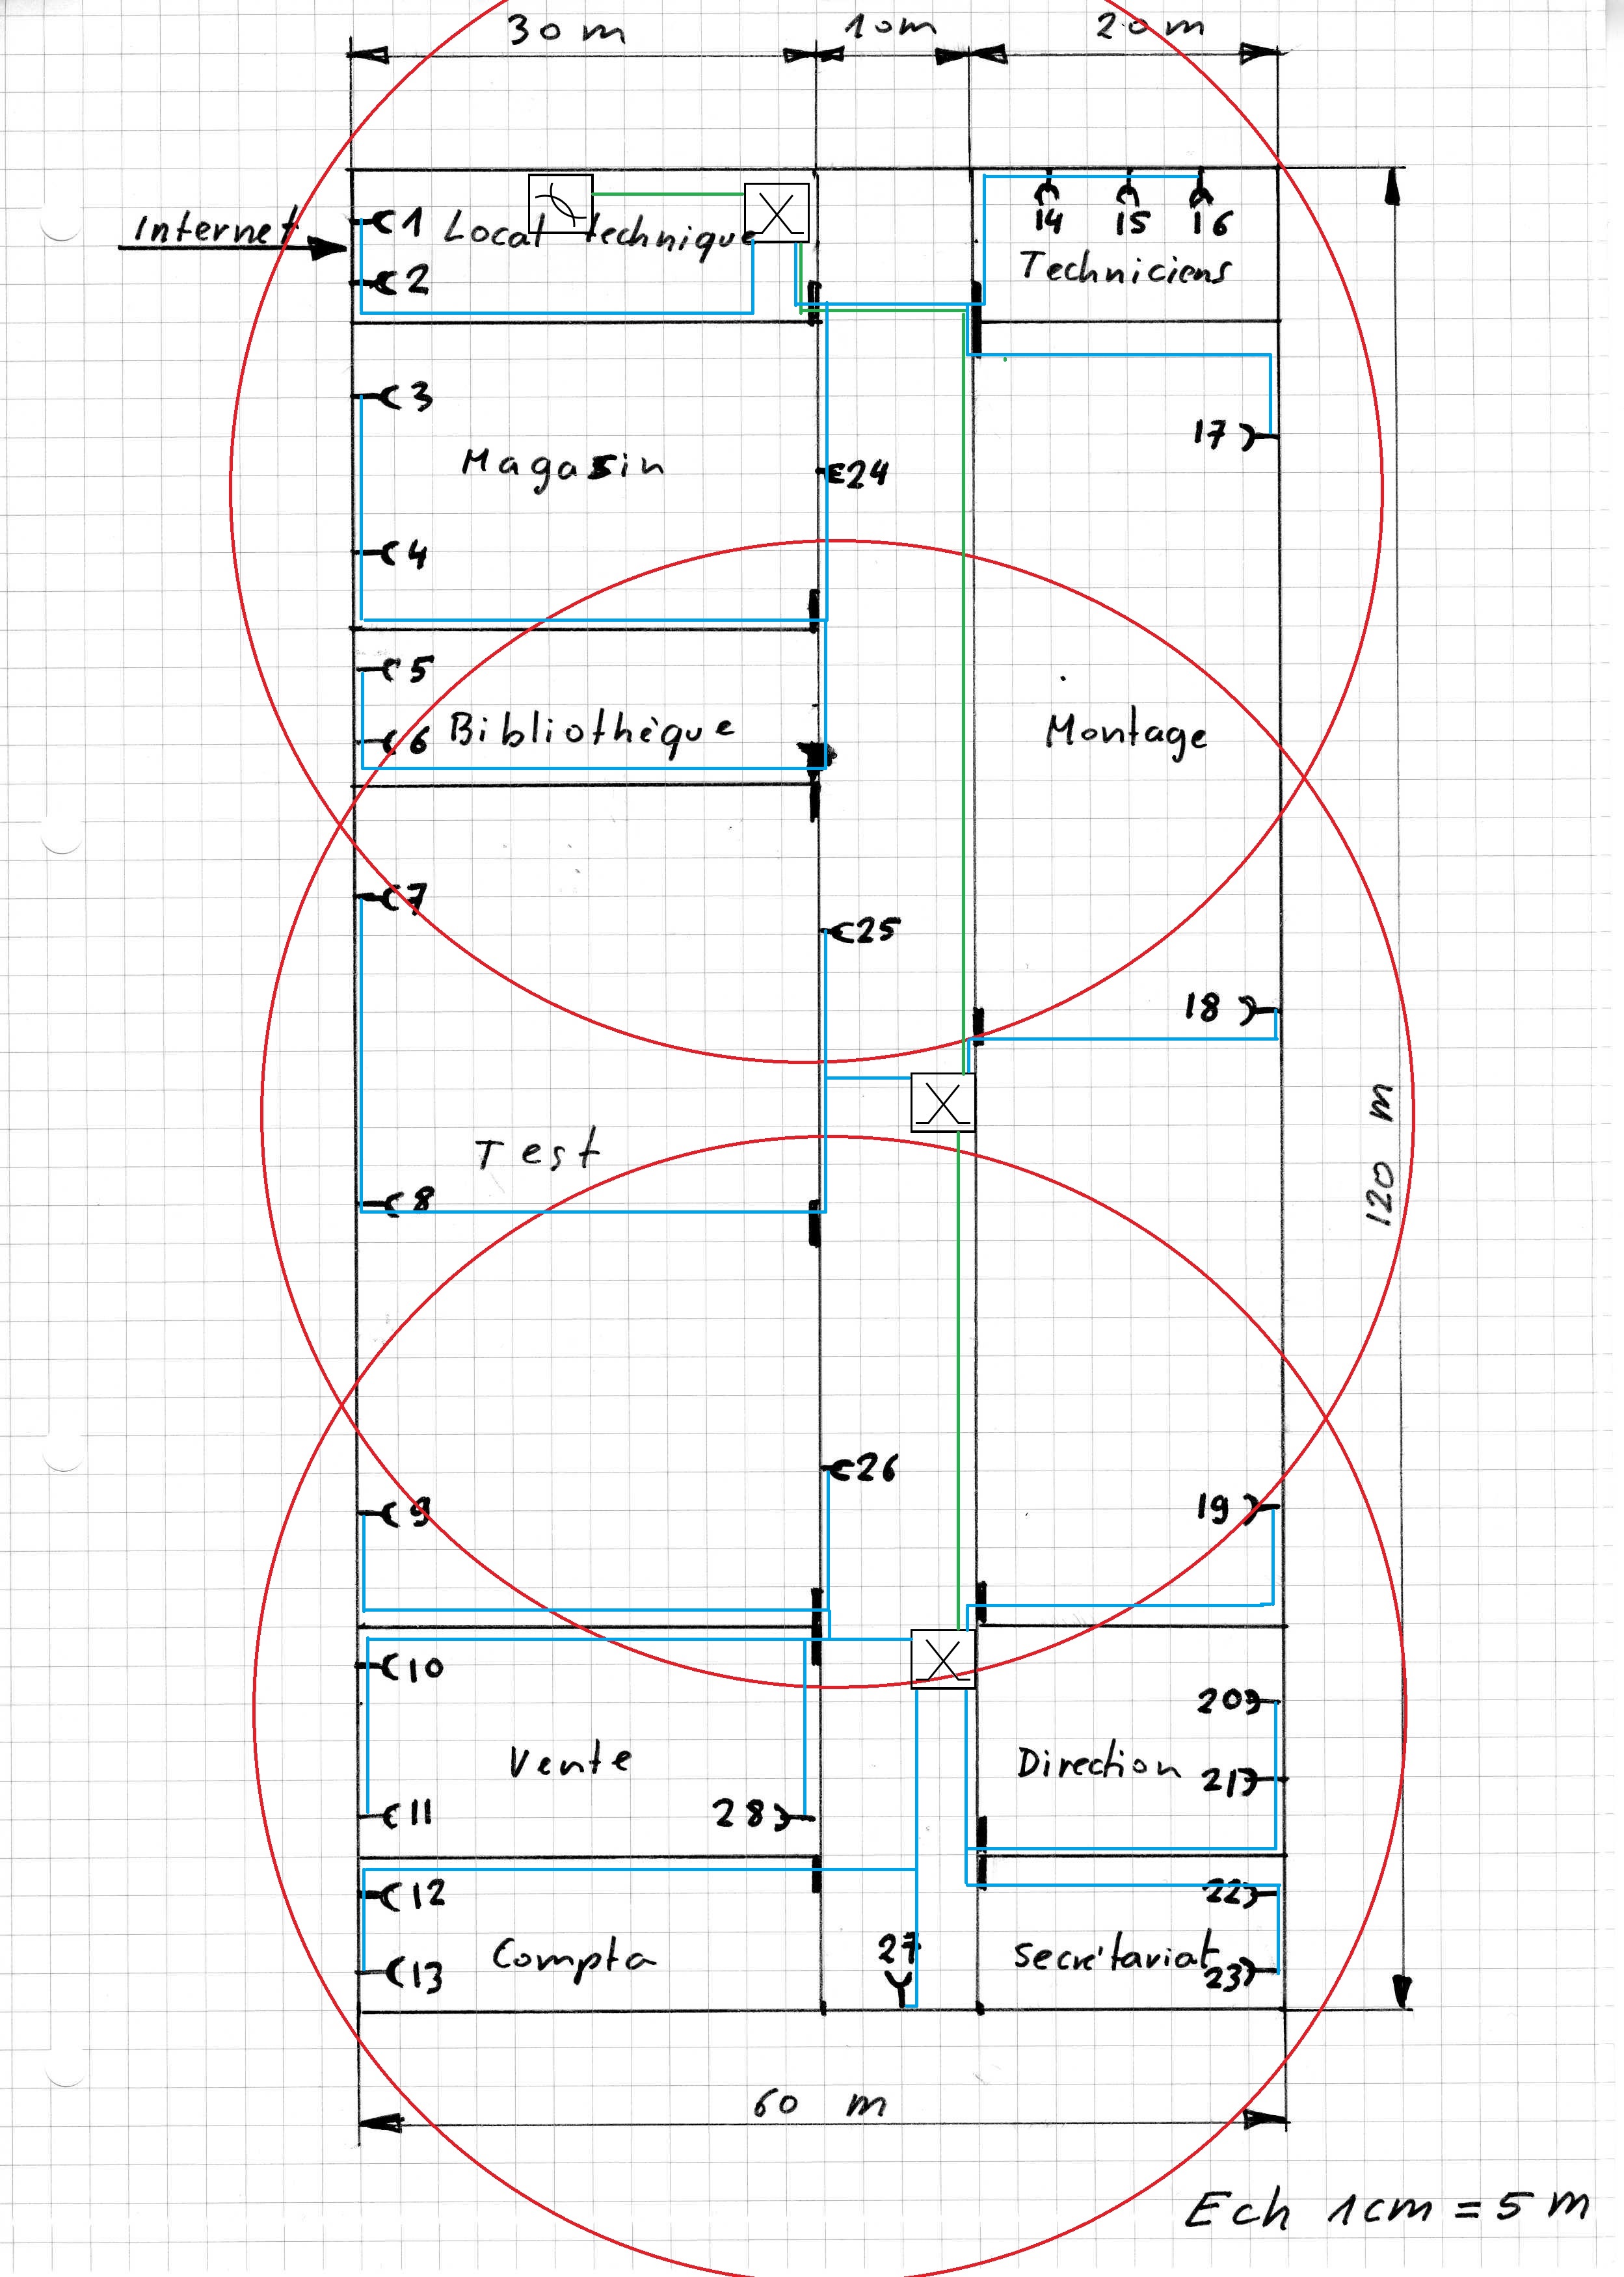 30 m 10m 20 m
Internet
1 Local technique
2
14 15 16
Techniciens
3
Magasin
4
24
17
5
6 Bibliothèque
Montage
7
25
18
Test
8
120 m
26
9
19
10
20
Vente
Direction 21
11
28
12
22
27
Compta
13
secrétariat 23
60 m
Ech 1cm = 5 m